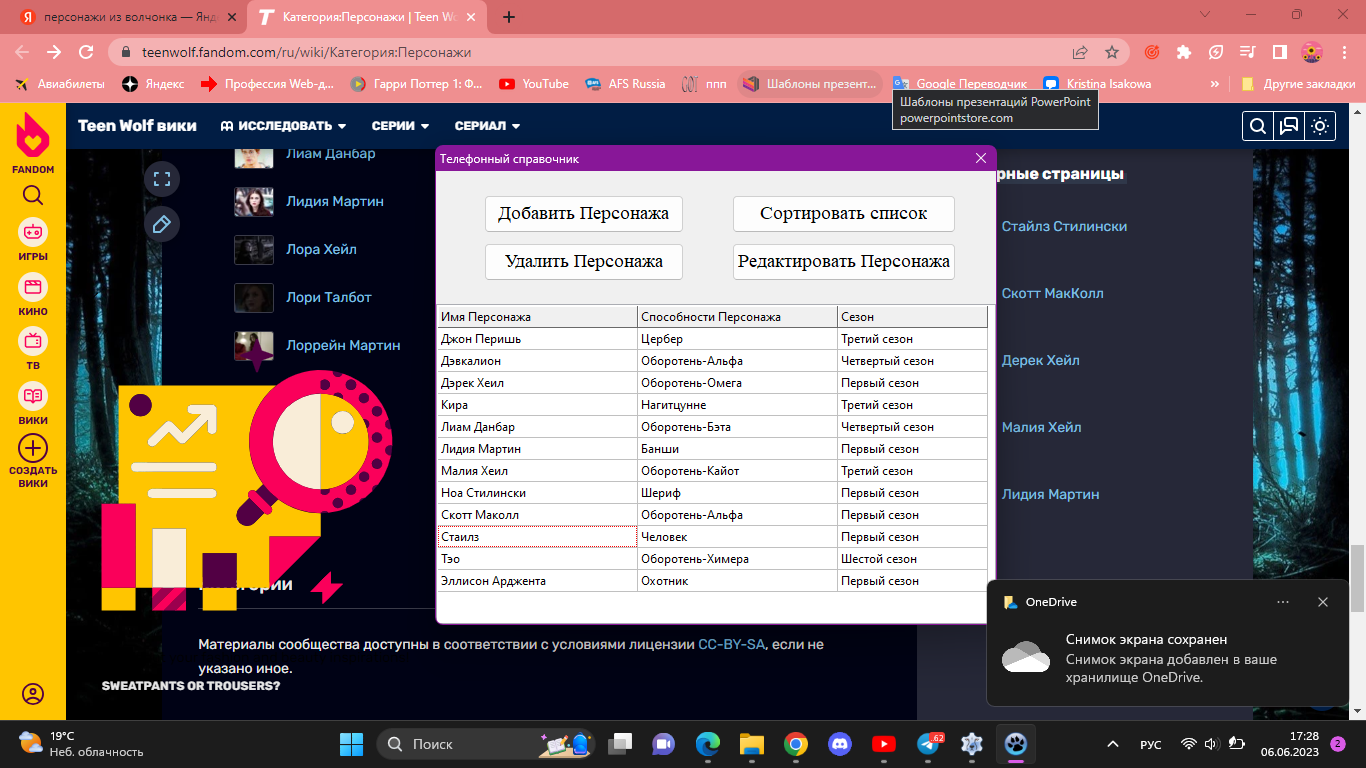 персонажи из волчонка — Янд
Категория:Персонажи | Teen Wo
teenwolf.fandom.com/ru/wiki/Категория:Персонажи
Авиабилеты
Яндекс
Профессия Web-д...
Гарри Поттер 1: Ф...
YouTube
AFS Russia
ппп
Шаблоны презент...
Google Переводчик
Kristina Isakowa
»
Другие закладки
Шаблоны презентаций PowerPoint
powerpointstore.com
Teen Wolf вики
ИССЛЕДОВАТЬ
СЕРИИ
СЕРИАЛ
FANDOM
ИГРЫ
КИНО
ТВ
ВИКИ
СОЗДАТЬ
ВИКИ
Лиам Данбар
Лидия Мартин
Лора Хейл
Лори Талбот
Лоррейн Мартин
Телефонный справочник
Добавить Персонажа
Сортировать список
Удалить Персонажа
Редактировать Персонажа
Имя Персонажа Способности Персонажа Сезон
Джон Перишь Цербер Третий сезон
Дэвкалион Оборотень-Альфа Четвертый сезон
Дэрек Хеил Оборотень-Омега Первый сезон
Кира Нагитцунне Третий сезон
Лиам Данбар Оборотень-Бэта Четвертый сезон
Лидия Мартин Банши Первый сезон
Малия Хеил Оборотень-Кайот Третий сезон
Ноа Стилински Шериф Первый сезон
Скотт Маколл Оборотень-Альфа Первый сезон
Стаилз Человек Первый сезон
Тэо Оборотень-Химера Шестой сезон
Эллисон Арджента Охотник Первый сезон
рные страницы
Стайлз Стилински
Скотт МакКолл
Дерек Хейл
Малия Хейл
Лидия Мартин
Материалы сообщества доступны в соответствии с условиями лицензии CC-BY-SA, если не
указано иное.
SWEATPANTS OR TROUSERS?
OneDrive
Снимок экрана сохранен
Снимок экрана добавлен в ваше
хранилище OneDrive.
19°C
Неб. облачность
Поиск
62
РУС
17:28
06.06.2023
2